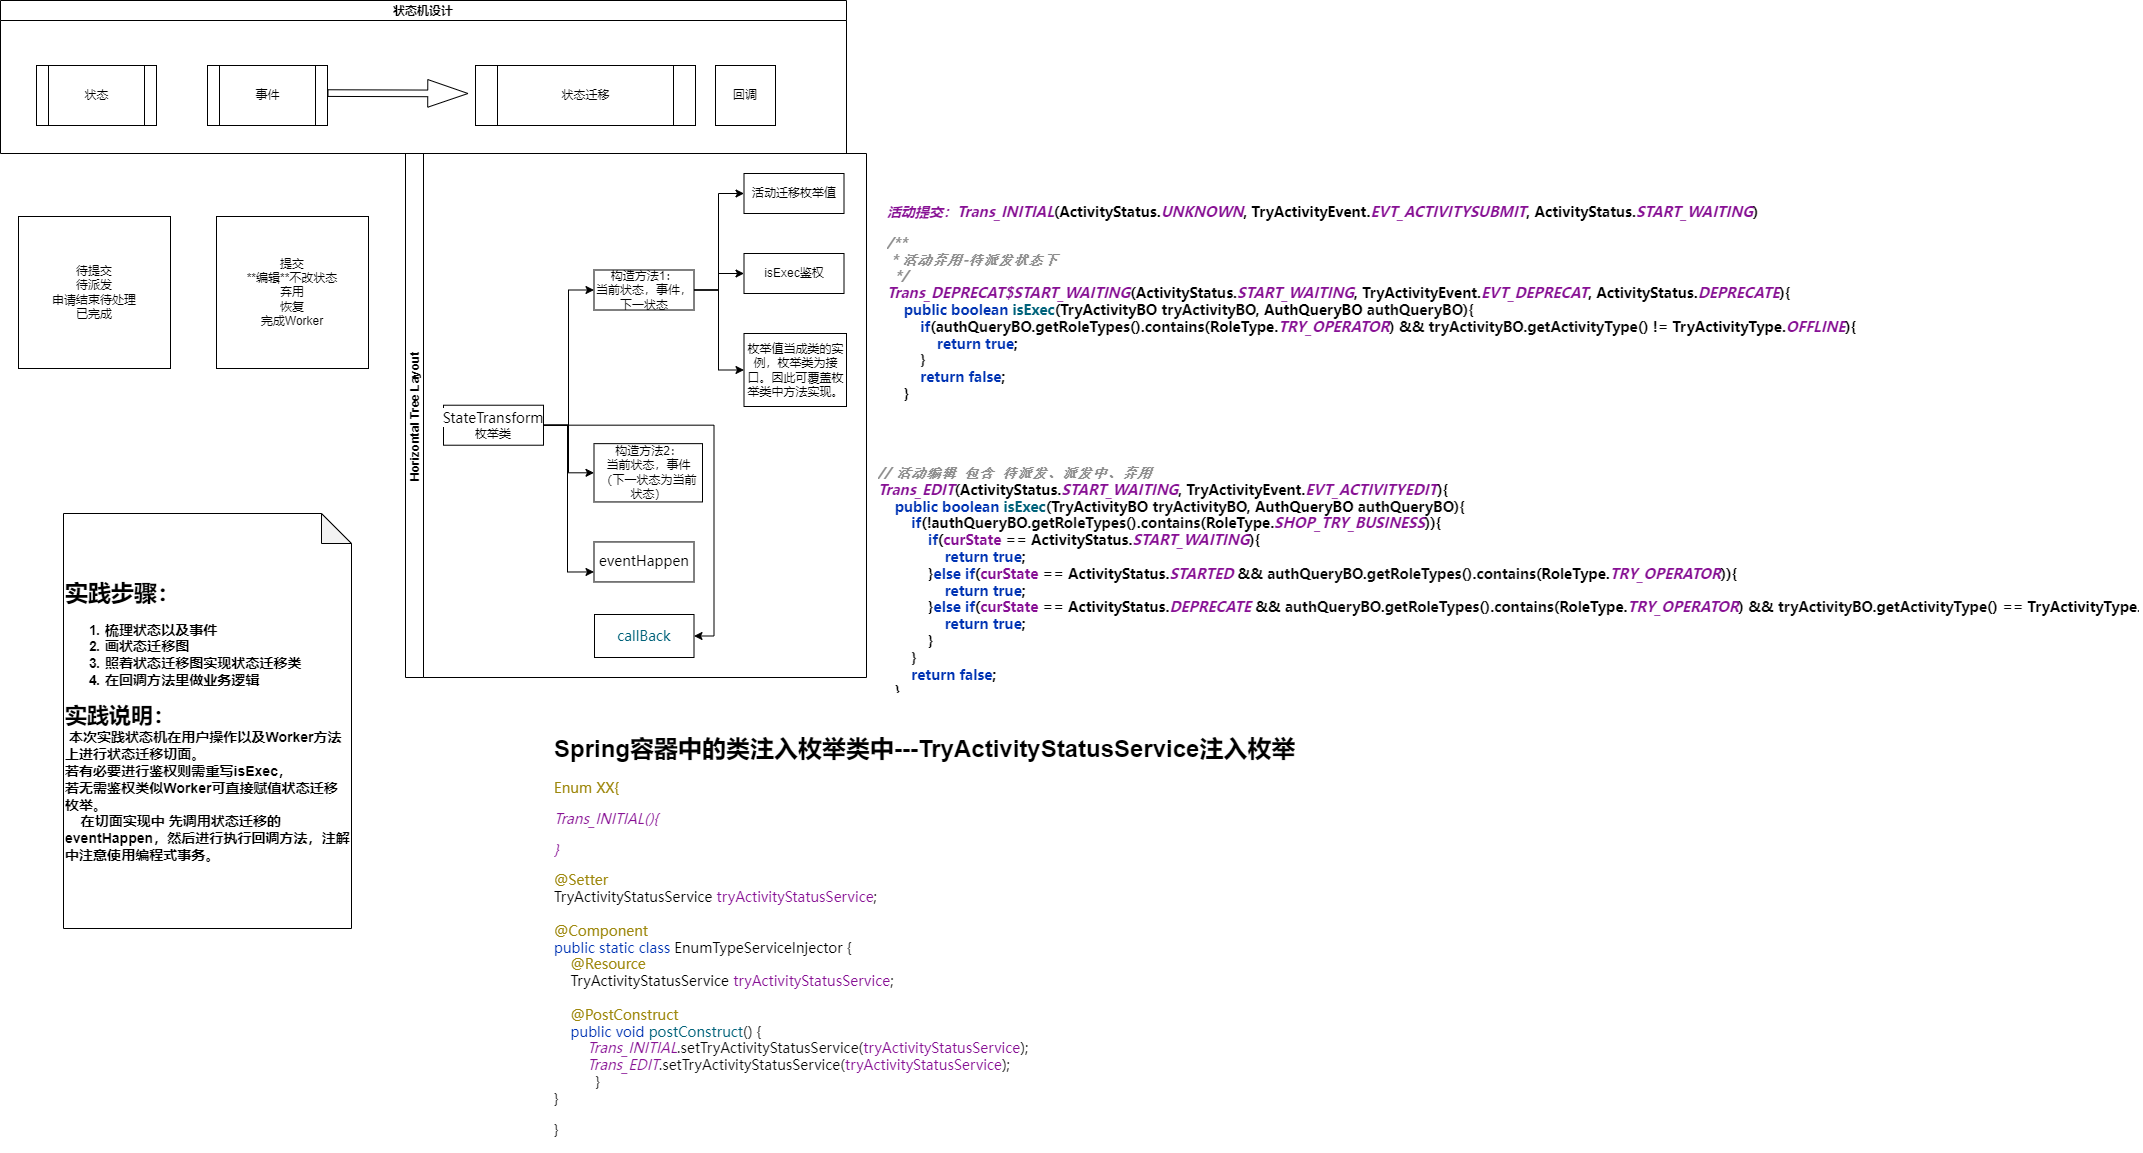 状态机设计
状态
事件
状态迁移
回调
待提交
待派发
申请结束待处理
已完成
提交
**编辑**不改状态
弃用
恢复
完成Worker
Horizontal Tree Layout
StateTransform
枚举类
构造方法1：
当前状态，事件，
下一状态
活动迁移枚举值
isExec鉴权
枚举值当成类的实
例，枚举类为接
口。因此可覆盖枚
举类中方法实现。
构造方法2：
当前状态，事件
（下一状态为当前
状态）
eventHappen
callBack
活动提交：Trans_INITIAL(ActivityStatus.UNKNOWN, TryActivityEvent.EVT_ACTIVITYSUBMIT, ActivityStatus.START_WAITING)
/**
* 活动弃用-待派发状态下
*/
Trans_DEPRECAT$START_WAITING(ActivityStatus.START_WAITING, TryActivityEvent.EVT_DEPRECAT, ActivityStatus.DEPRECATE){
public boolean isExec(TryActivityBO tryActivityBO, AuthQueryBO authQueryBO){
if(authQueryBO.getRoleTypes().contains(RoleType.TRY_OPERATOR) && tryActivityBO.getActivityType() != TryActivityType.OFFLINE){
return true;
}
return false;
}
// 活动编辑 包含 待派发、派发中、弃用
Trans_EDIT(ActivityStatus.START_WAITING, TryActivityEvent.EVT_ACTIVITYEDIT){
public boolean isExec(TryActivityBO tryActivityBO, AuthQueryBO authQueryBO){
if(!authQueryBO.getRoleTypes().contains(RoleType.SHOP_TRY_BUSINESS)){
if(curState == ActivityStatus.START_WAITING){
return true;
}else if(curState == ActivityStatus.STARTED && authQueryBO.getRoleTypes().contains(RoleType.TRY_OPERATOR)){
return true;
}else if(curState == ActivityStatus.DEPRECATE && authQueryBO.getRoleTypes().contains(RoleType.TRY_OPERATOR) && tryActivityBO.getActivityType() == TryActivityType.
return true;
}
}
return false;
}
实践步骤：
1. 梳理状态以及事件
2. 画状态迁移图
3. 照着状态迁移图实现状态迁移类
4. 在回调方法里做业务逻辑
实践说明：
本次实践状态机在用户操作以及Worker方法
上进行状态迁移切面。
若有必要进行鉴权则需重写isExec，
若无需鉴权类似Worker可直接赋值状态迁移
枚举。
在切面实现中 先调用状态迁移的
eventHappen，然后进行执行回调方法，注解
中注意使用编程式事务。
Spring容器中的类注入枚举类中---TryActivityStatusService注入枚举
Enum XX{
Trans_INITIAL(){
}
@Setter
TryActivityStatusService tryActivityStatusService;
@Component
public static class EnumTypeServiceInjector {
@Resource
TryActivityStatusService tryActivityStatusService;
@PostConstruct
public void postConstruct() {
Trans_INITIAL.setTryActivityStatusService(tryActivityStatusService);
Trans_EDIT.setTryActivityStatusService(tryActivityStatusService);
}
}
}